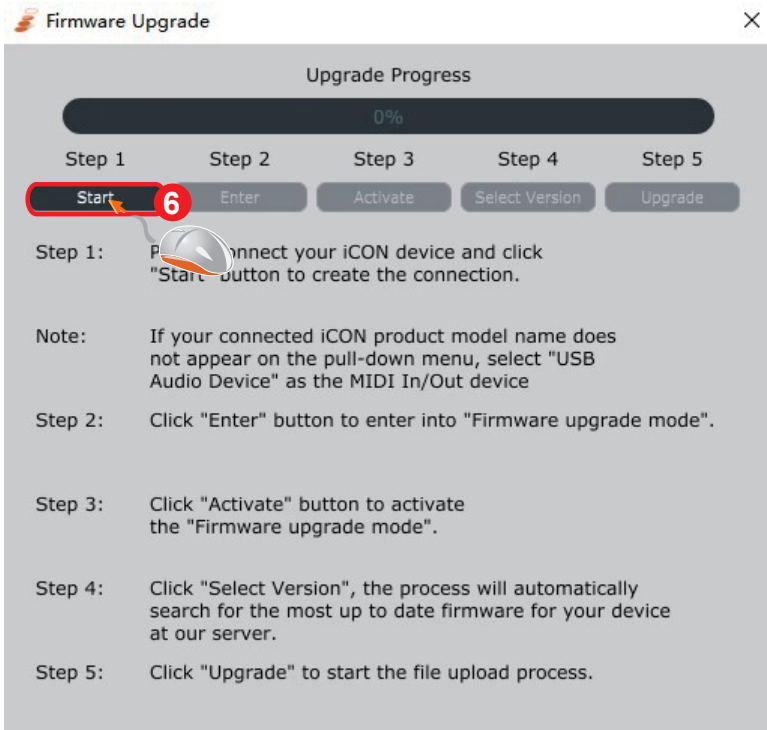 Firmware Upgrade
Upgrade Progress
0%
Step 1 Step 2 Step 3 Step 4 Step 5
Start Enter Activate Select Version Upgrade
6
Step 1: connect your iCON device and click
"Start" button to create the connection.
Note: If your connected iCON product model name does
not appear on the pull-down menu, select "USB
Audio Device" as the MIDI In/Out device
Step 2: Click "Enter" button to enter into "Firmware upgrade mode".
Step 3: Click "Activate" button to activate
the "Firmware upgrade mode".
Step 4: Click "Select Version", the process will automatically
search for the most up to date firmware for your device
at our server.
Step 5: Click "Upgrade" to start the file upload process.